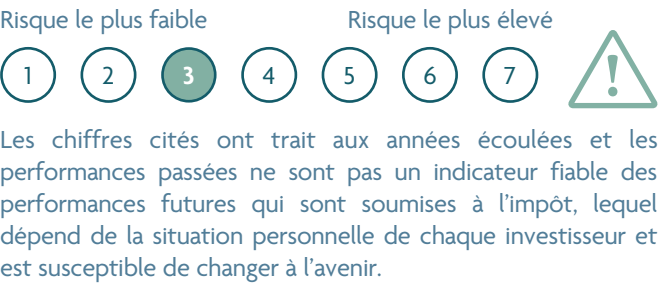 Risque le plus faible Risque le plus élevé
1 2 3 4 5 6 7 !
Les chiffres cités ont trait aux années écoulées et les
performances passées ne sont pas un indicateur fiable des
performances futures qui sont soumises à l’impôt, lequel
dépend de la situation personnelle de chaque investisseur et
est susceptible de changer à l’avenir.